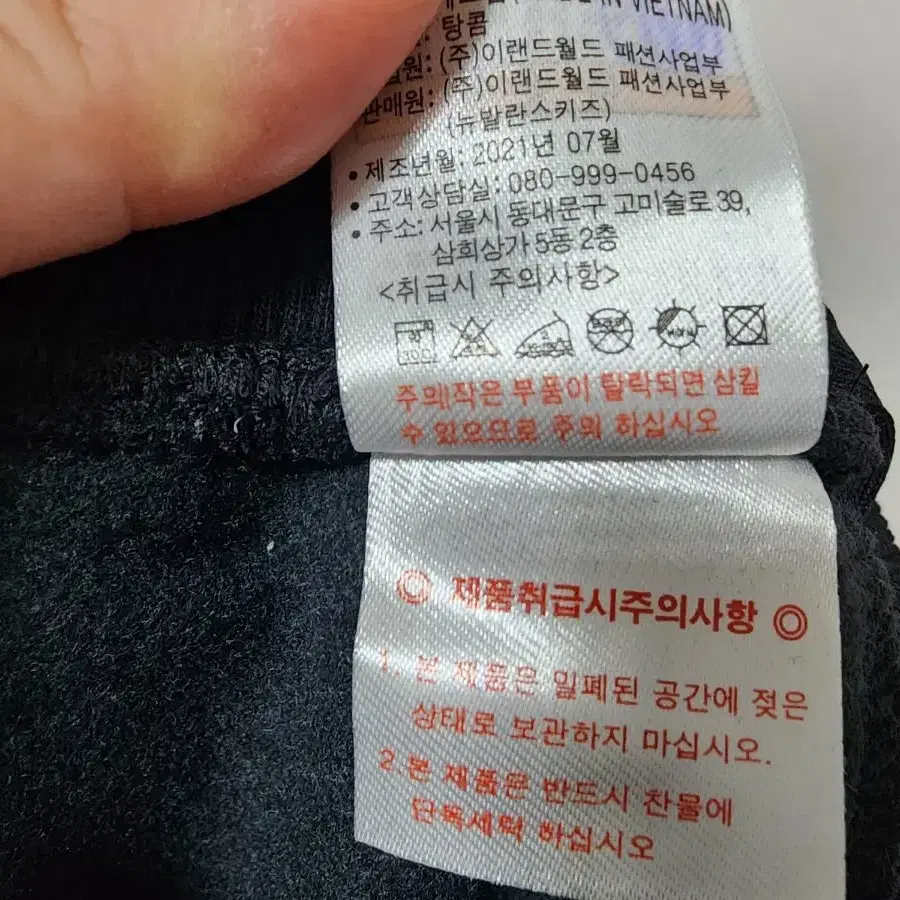 IN VIETNAM)
탕콤
원: (주)이랜드월드 패션사업부
판매원: (주)이랜드월드 패션사업부
(뉴발란스키즈)
• 제조년월: 2021년 07월
• 고객상담실: 080-999-0456
• 주소: 서울시 동대문구 고미술로 39,
삼희상가 5동 2층
<취급시 주의사항>
주의)작은 부품이 탈락되면 삼킬
수 있으므로 주의 하십시오
◎ 제품취급시주의사항 ◎
1. 본 제품은 밀폐된 공간에 젖은
상태로 보관하지 마십시오.
2. 본 제품은 반드시 찬물에
단독세탁 하십시오